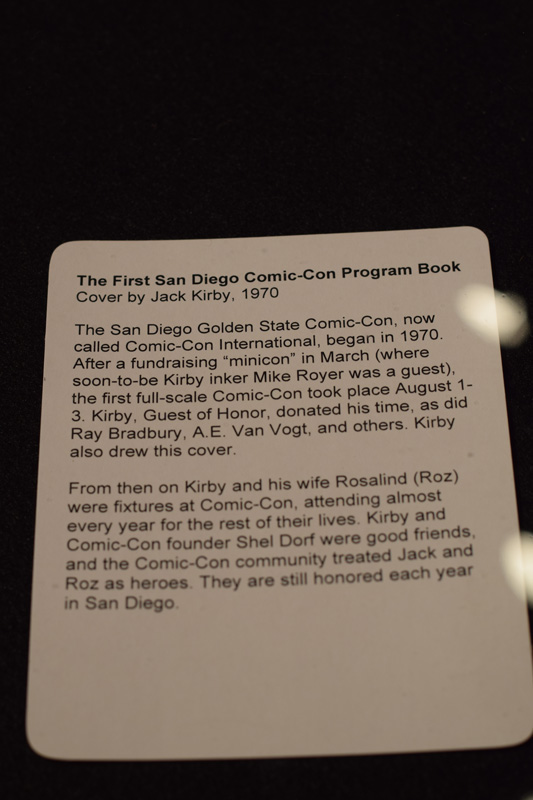 The First San Diego Comic-Con Program Book
Cover by Jack Kirby, 1970
The San Diego Golden State Comic-Con, now
called Comic-Con International, began in 1970.
After a fundraising “minicon” in March (where
soon-to-be Kirby inker Mike Royer was a guest),
the first full-scale Comic-Con took place August 1-
3. Kirby, Guest of Honor, donated his time, as did
Ray Bradbury, A.E. Van Vogt, and others. Kirby
also drew this cover.
From then on Kirby and his wife Rosalind (Roz)
were fixtures at Comic-Con, attending almost
every year for the rest of their lives. Kirby and
Comic-Con founder Shel Dorf were good friends,
and the Comic-Con community treated Jack and
Roz as heroes. They are still honored each year
in San Diego.